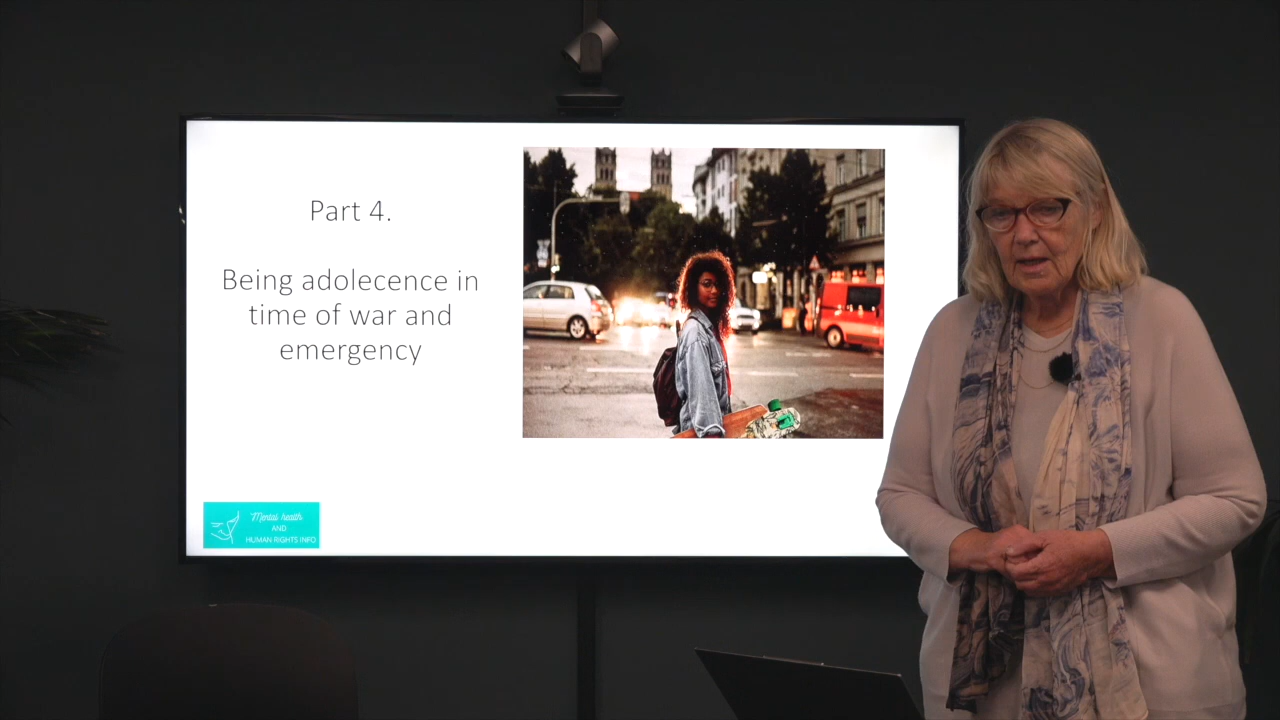 Part 4.
Being adolecence in
time of war and
emergency
Mental health
AND
HUMAN RIGHTS INFO